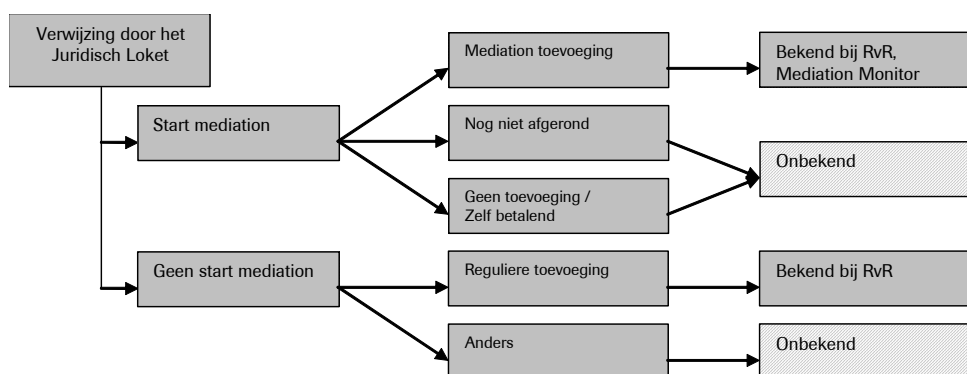 Verwijzing door het
Juridisch Loket
Start mediation
Mediation toevoeging
Bekend bij RvR,
Mediation Monitor
Nog niet afgerond
Geen toevoeging /
Zelf betalend
Onbekend
Geen start mediation
Reguliere toevoeging
Bekend bij RvR
Anders
Onbekend